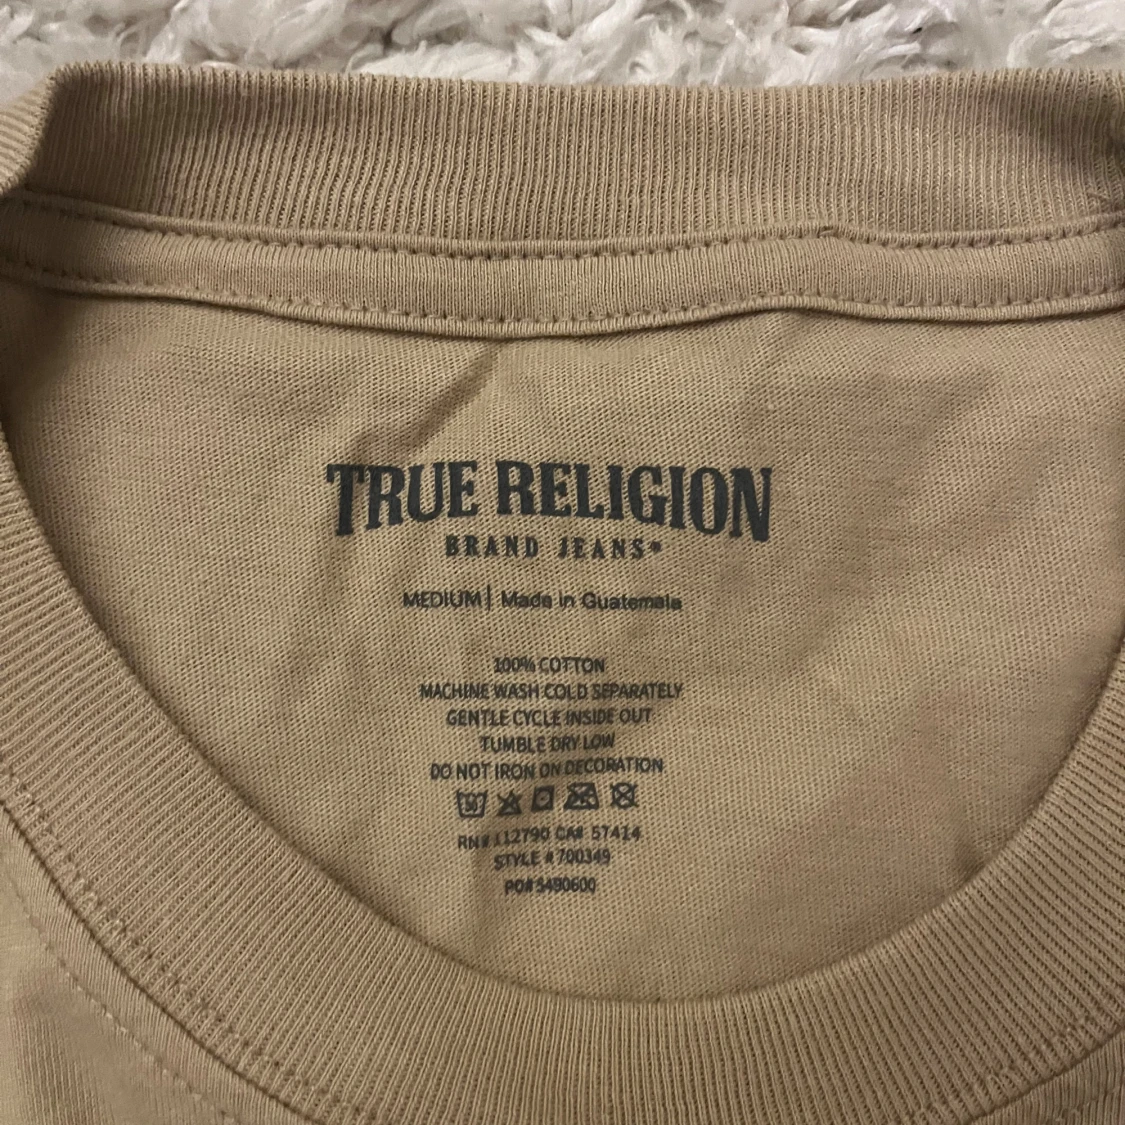 TRUE RELIGION
BRAND JEANS®
MEDIUM | Made in Guatemala
100% COTTON
MACHINE WASH COLD SEPARATELY
GENTLE CYCLE INSIDE OUT
TUMBLE DRY LOW
DO NOT IRON ON DECORATION
RN# 112790 CA# 57414
STYLE # 700349
PO# 5490600